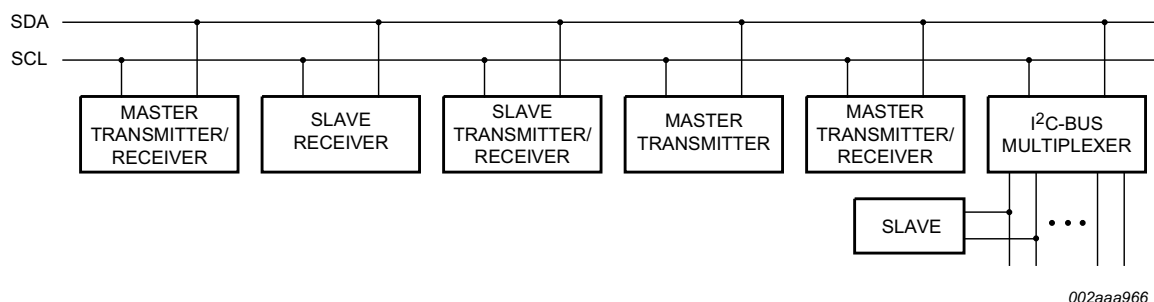 SDA
SCL
MASTER
TRANSMITTER/
RECEIVER
SLAVE
RECEIVER
SLAVE
TRANSMITTER/
RECEIVER
MASTER
TRANSMITTER
MASTER
TRANSMITTER/
RECEIVER
I²C-BUS
MULTIPLEXER
SLAVE
002aaa966